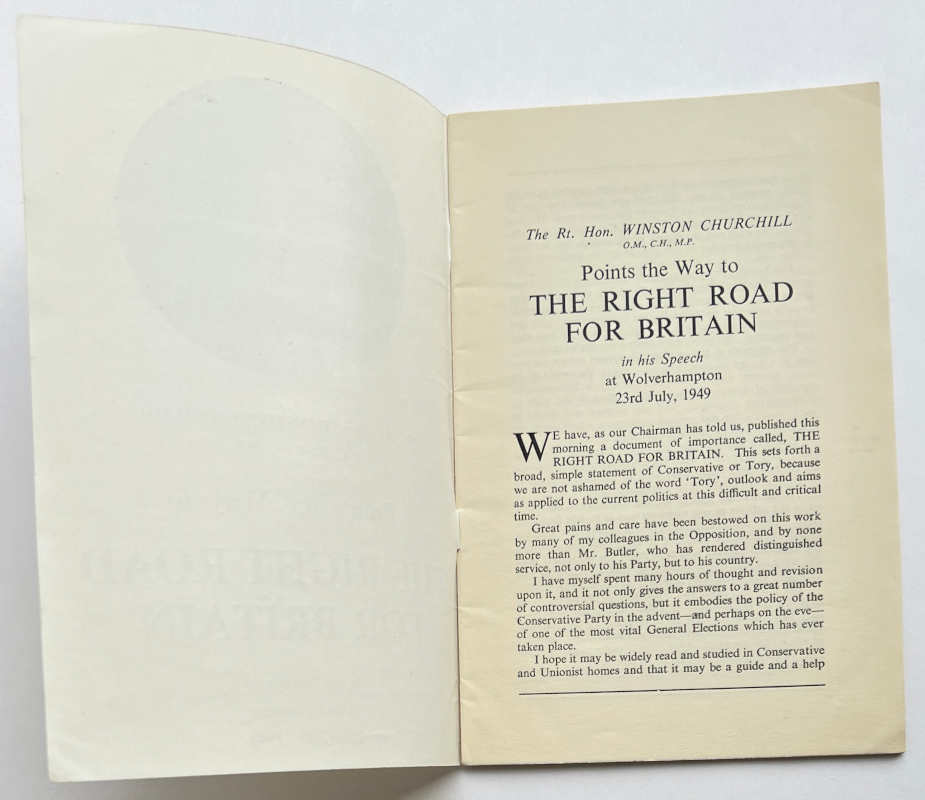 The Rt. Hon. WINSTON CHURCHILL
O.M., C.H., M.P.
Points the Way to
THE RIGHT ROAD
FOR BRITAIN
in his Speech
at Wolverhampton
23rd July, 1949
WE have, as our Chairman has told us, published this
morning a document of importance called, THE
RIGHT ROAD FOR BRITAIN. This sets forth a
broad, simple statement of Conservative or Tory, because
we are not ashamed of the word ‘Tory’, outlook and aims
as applied to the current politics at this difficult and critical
time.
Great pains and care have been bestowed on this work
by many of my colleagues in the Opposition, and by none
more than Mr. Butler, who has rendered distinguished
service, not only to his Party, but to his country.
I have myself spent many hours of thought and revision
upon it, and it not only gives the answers to a great number
of controversial questions, but it embodies the policy of the
Conservative Party in the advent—and perhaps on the eve—
of one of the most vital General Elections which has ever
taken place.
I hope it may be widely read and studied in Conservative
and Unionist homes and that it may be a guide and a help